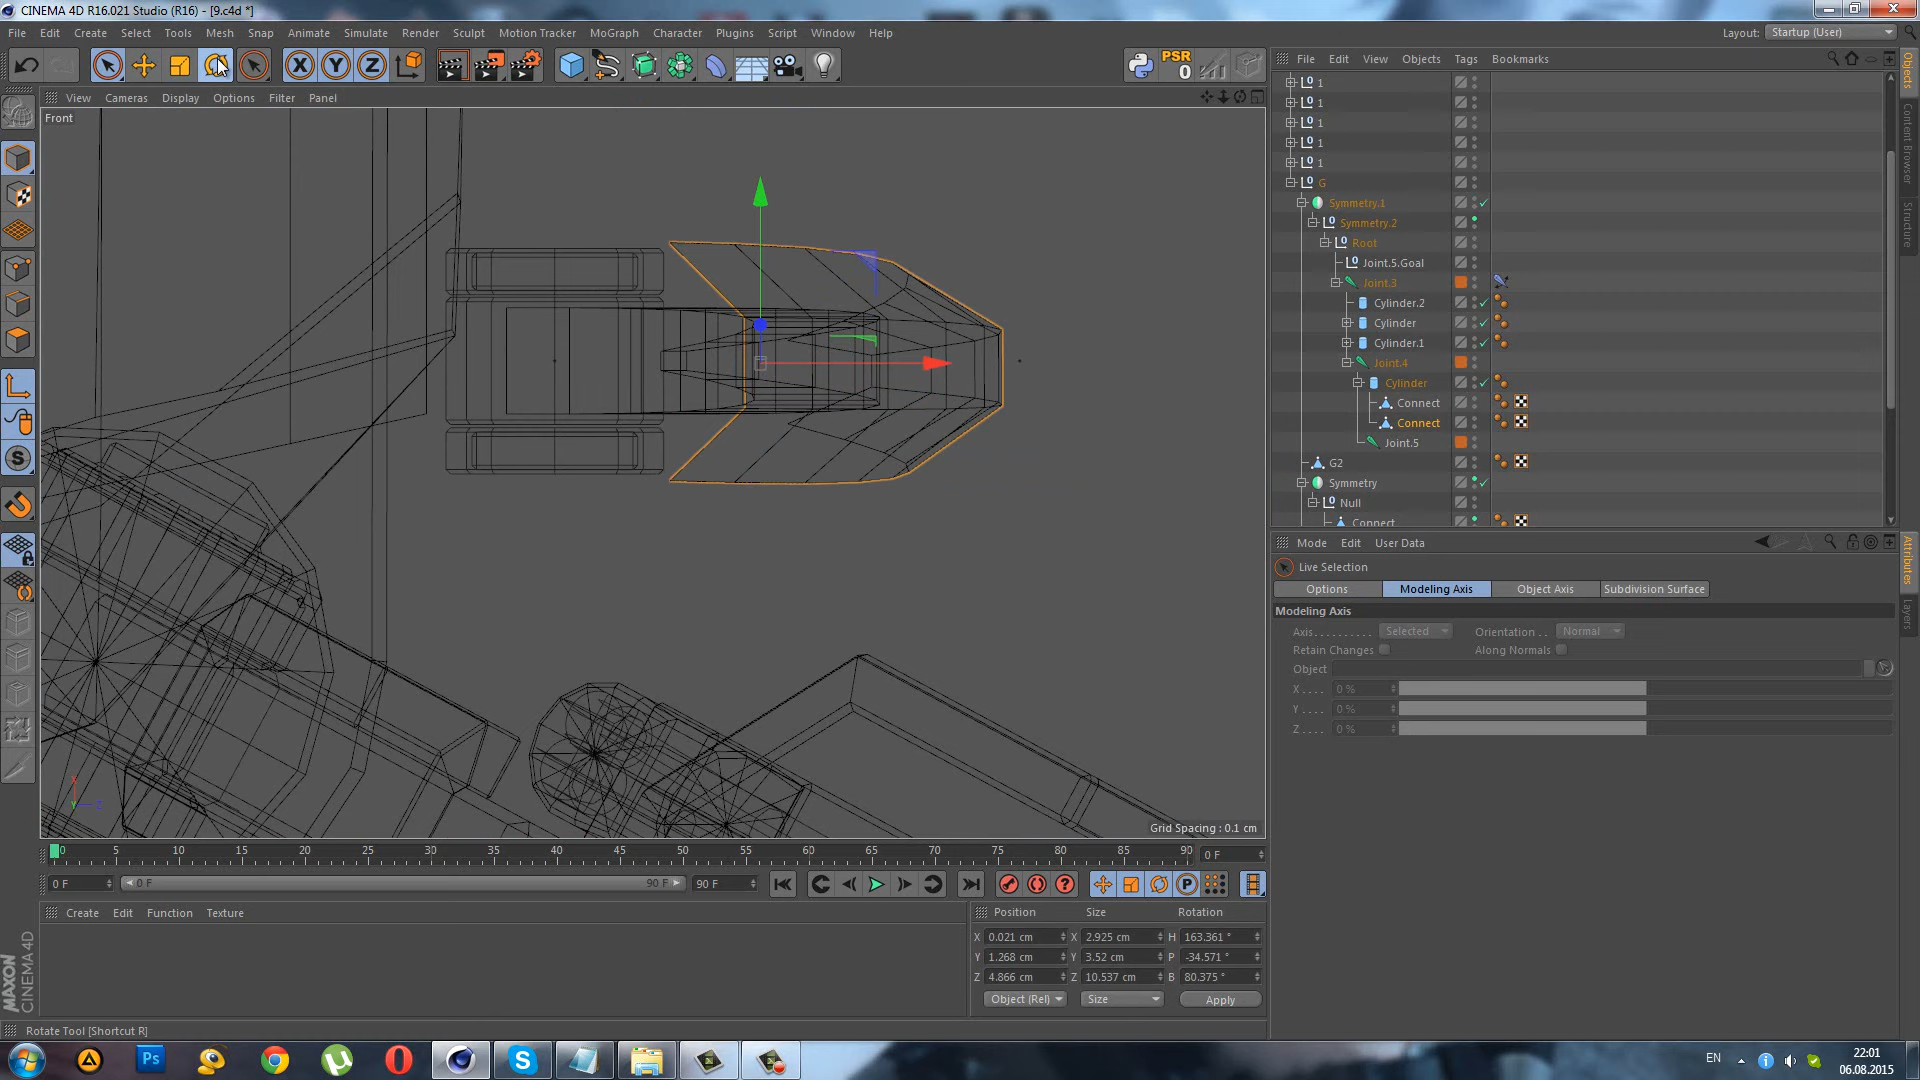 CINEMA 4D R16.021 Studio (R16) - [9.c4d *]
File Edit Create Select Tools Mesh Snap Animate Simulate Render Sculpt Motion Tracker MoGraph Character Plugins Script Window Help
Layout: Startup (User)
X Y Z
PSR
0
File Edit View Objects Tags Bookmarks
View Cameras Display Options Filter Panel
Front
1
1
1
1
1
G
Symmetry.1
Symmetry.2
Root
Joint.5.Goal
Joint.3
Cylinder.2
Cylinder
Cylinder.1
Joint.4
Cylinder
Connect
Connect
Joint.5
G2
Symmetry
Null
Connect
Objects
Content Browser
Structure
Mode Edit User Data
Live Selection
Options Modeling Axis Object Axis Subdivision Surface
Modeling Axis
Axis.......... Selected Orientation .. Normal
Retain Changes Along Normals
Object
X .... 0 %
Y .... 0 %
Z .... 0 %
Attributes
Layers
X
Y
Z
Grid Spacing : 0.1 cm
0 5 10 15 20 25 30 35 40 45 50 55 60 65 70 75 80 85 90 0 F
0 F 0 F 90 F 90 F
Create Edit Function Texture
Position Size Rotation
X 0.021 cm X 2.925 cm H 163.361 °
Y 1.268 cm Y 3.52 cm P -34.571 °
Z 4.866 cm Z 10.537 cm B 80.375 °
Object (Rel) Size Apply
MAXON
CINEMA 4D
Rotate Tool [Shortcut R]
Ps
EN
22:01
06.08.2015